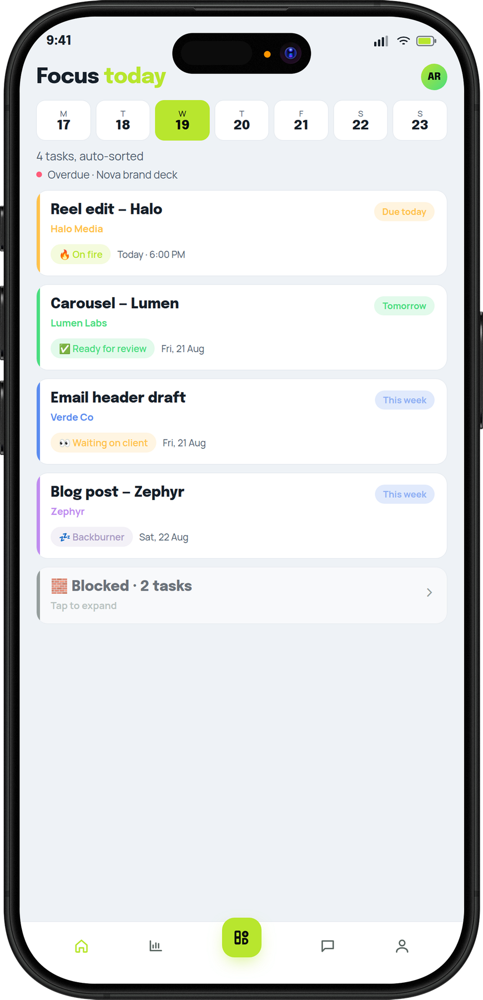 9:41
Focus today
AR
M T W T F S S
17 18 19 20 21 22 23
4 tasks, auto-sorted
Overdue · Nova brand deck
Reel edit – Halo
Due today
Halo Media
🔥 On fire
Today · 6:00 PM
Carousel – Lumen
Tomorrow
Lumen Labs
✅ Ready for review
Fri, 21 Aug
Email header draft
This week
Verde Co
👀 Waiting on client
Fri, 21 Aug
Blog post – Zephyr
This week
Zephyr
💤 Backburner
Sat, 22 Aug
🧱 Blocked · 2 tasks
Tap to expand